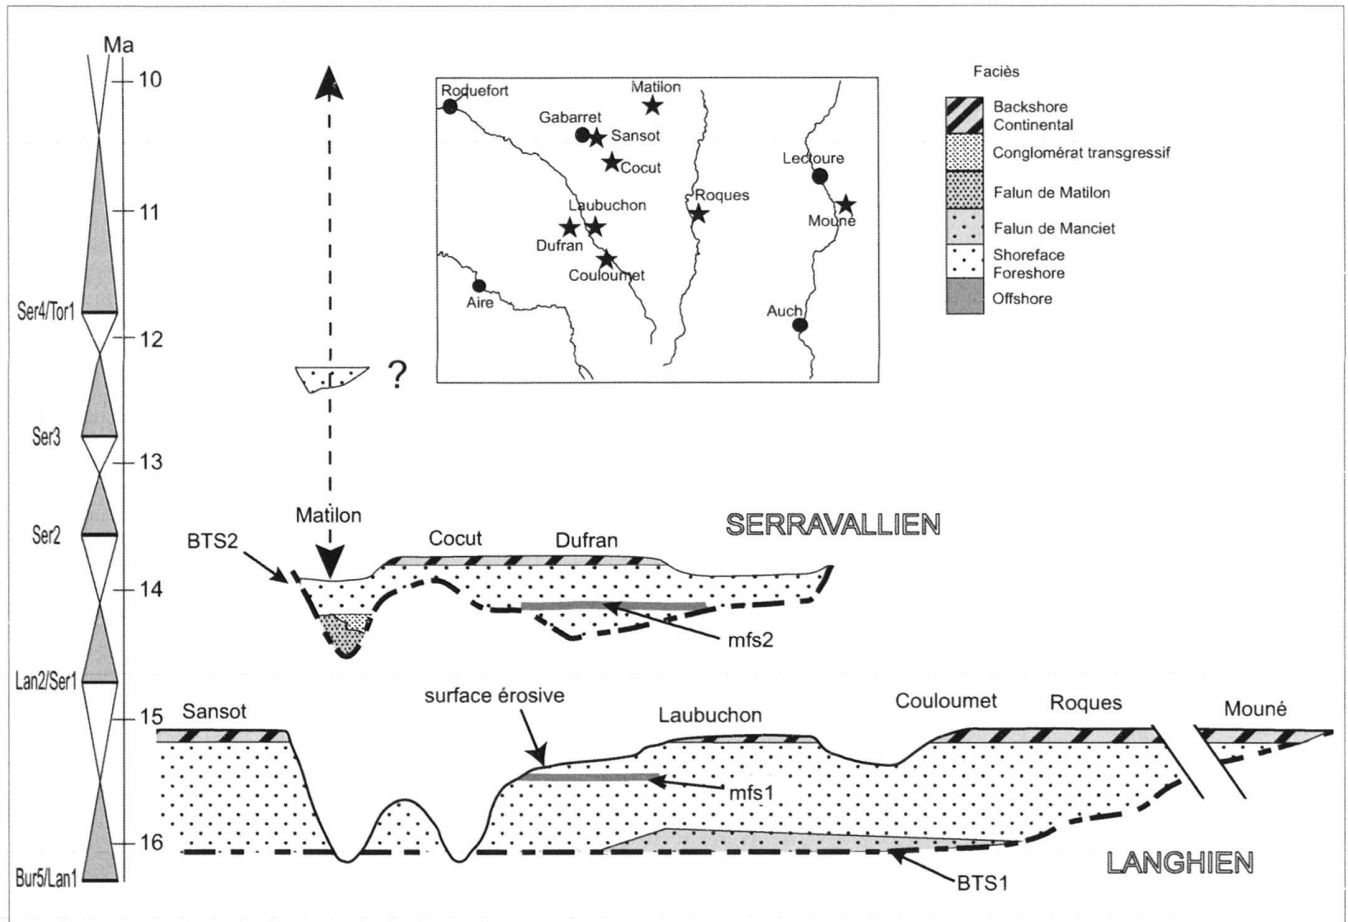 Ma
10
11
12
13
14
15
16
Ser4/Tor1
Ser3
Ser2
Lan2/Ser1
Bur5/Lan1
Roquefort
Matilon
Gabarret
Sansot
Cocut
Lectoure
Laubuchon
Roques
Mouné
Dufran
Couloumet
Aire
Auch
Faciès
Backshore
Continental
Conglomérat transgressif
Falun de Matilon
Falun de Manciet
Shoreface
Foreshore
Offshore
?
Matilon
BTS2
Cocut
Dufran
SERRAVALLIEN
mfs2
Sansot
surface érosive
Laubuchon
Couloumet
Roques
Mouné
mfs1
BTS1
LANGHIEN